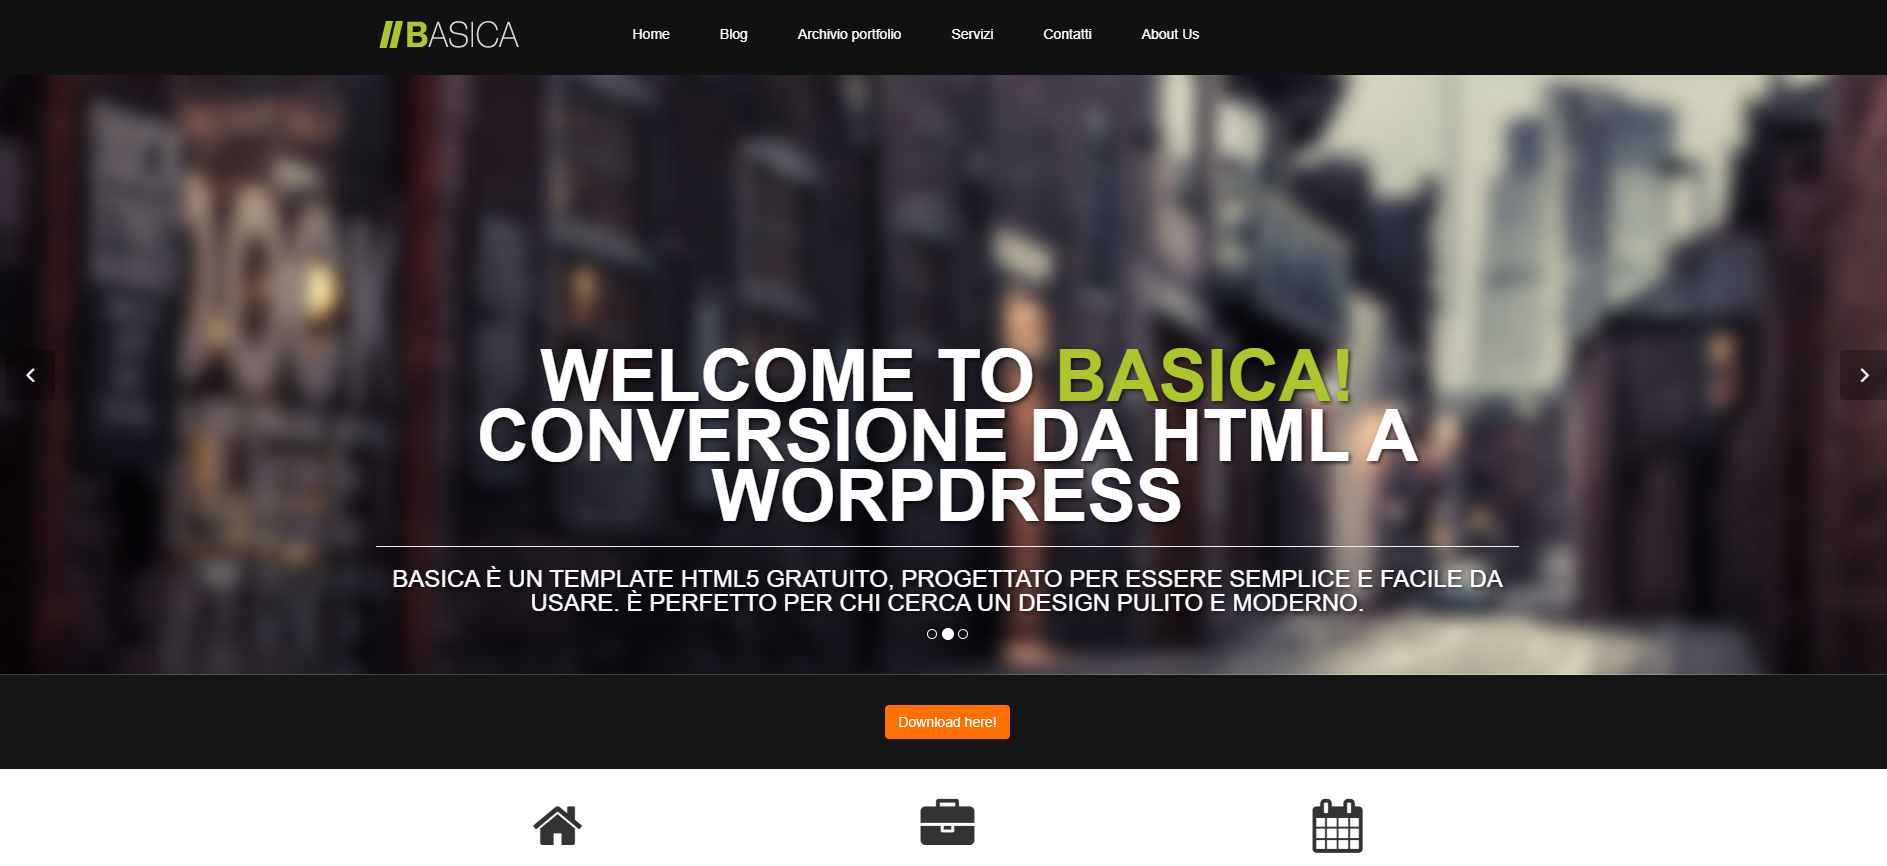 BASICA
Home
Blog
Archivio portfolio
Servizi
Contatti
About Us
WELCOME TO BASICA!
CONVERSIONE DA HTML A
WORPDRESS
BASICA È UN TEMPLATE HTML5 GRATUITO, PROGETTATO PER ESSERE SEMPLICE E FACILE DA
USARE. È PERFETTO PER CHI CERCA UN DESIGN PULITO E MODERNO.
Download here!